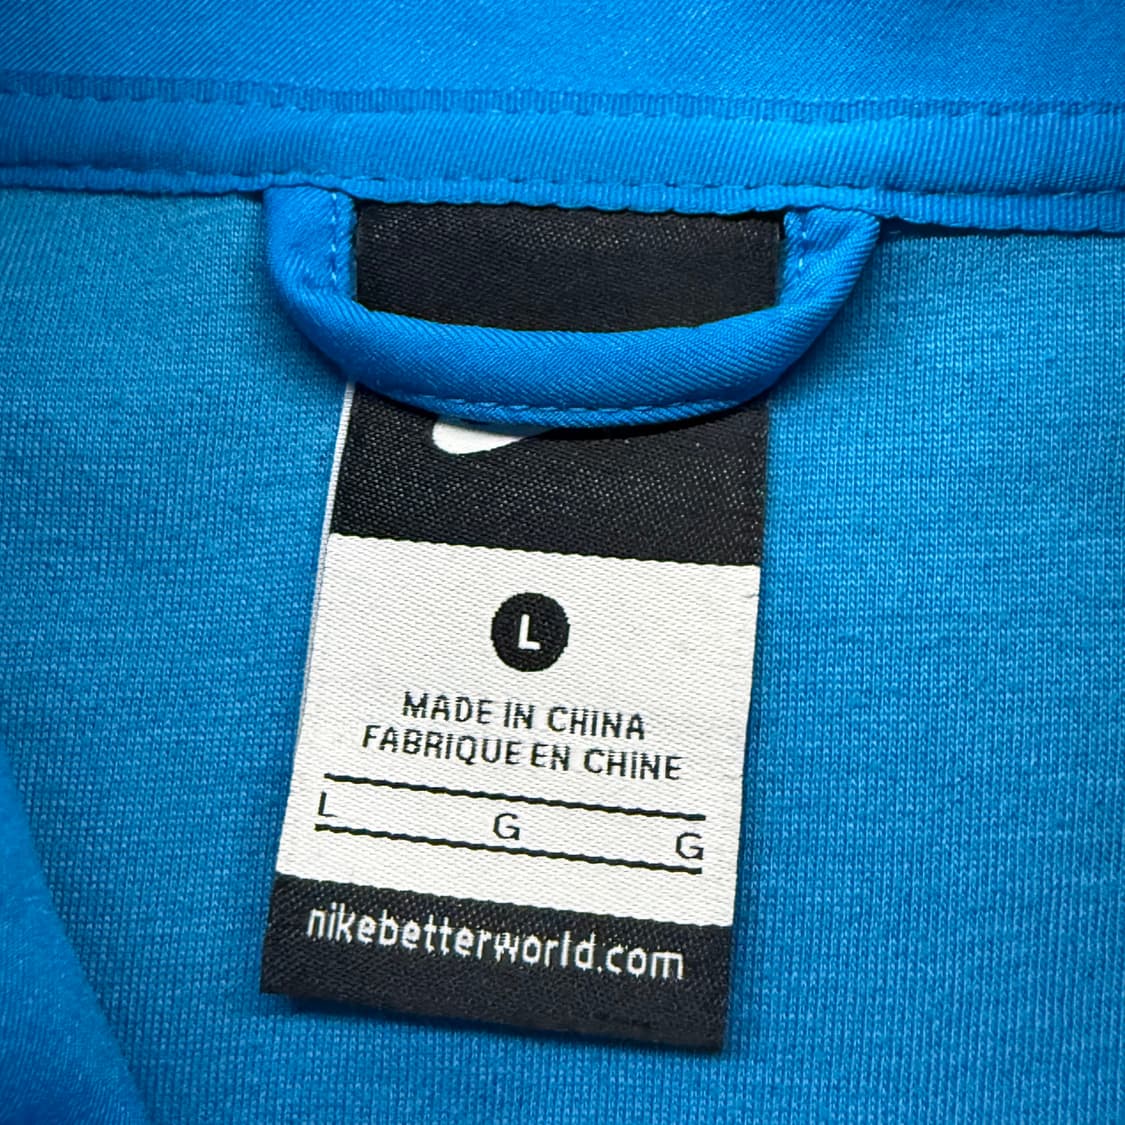 L
MADE IN CHINA
FABRIQUE EN CHINE
L G G
nikebetterworld.com